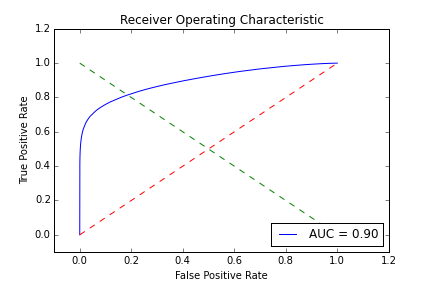 Receiver Operating Characteristic
True Positive Rate
1.2
1.0
0.8
0.6
0.4
0.2
0.0
AUC = 0.90
0.0 0.2 0.4 0.6 0.8 1.0 1.2
False Positive Rate